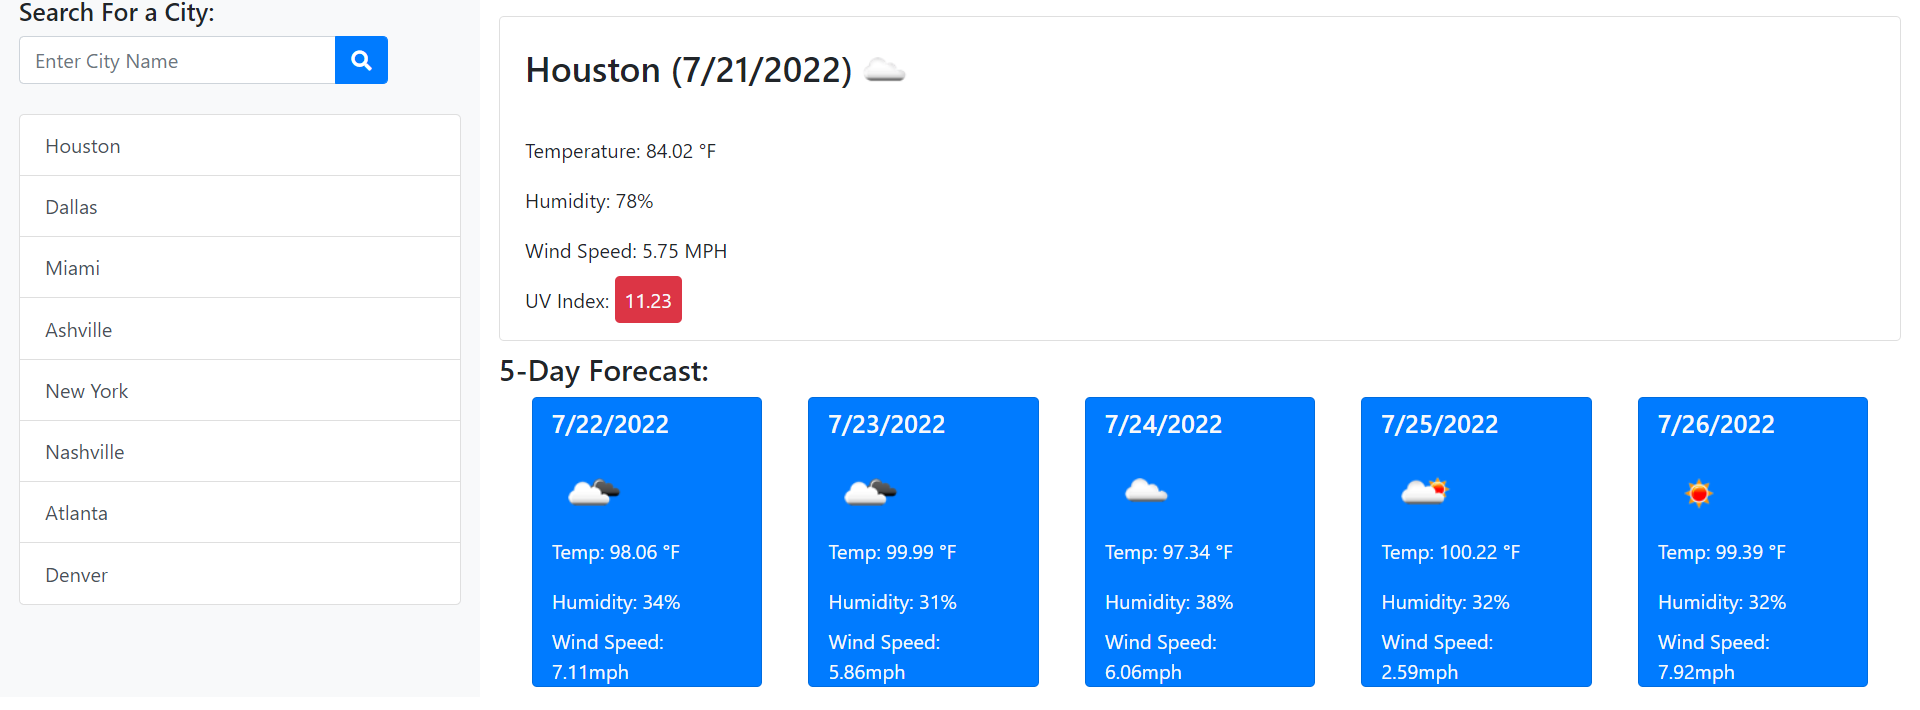 Search For a City:
Enter City Name
Houston
Dallas
Miami
Ashville
New York
Nashville
Atlanta
Denver
Houston (7/21/2022)
Temperature: 84.02 °F
Humidity: 78%
Wind Speed: 5.75 MPH
UV Index: 11.23
5-Day Forecast:
7/22/2022
Temp: 98.06 °F
Humidity: 34%
Wind Speed:
7.11mph
7/23/2022
Temp: 99.99 °F
Humidity: 31%
Wind Speed:
5.86mph
7/24/2022
Temp: 97.34 °F
Humidity: 38%
Wind Speed:
6.06mph
7/25/2022
Temp: 100.22 °F
Humidity: 32%
Wind Speed:
2.59mph
7/26/2022
Temp: 99.39 °F
Humidity: 32%
Wind Speed:
7.92mph